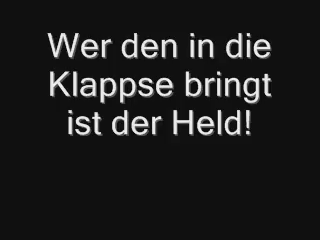 Wer den in die
Klappse bringt
ist der Held!